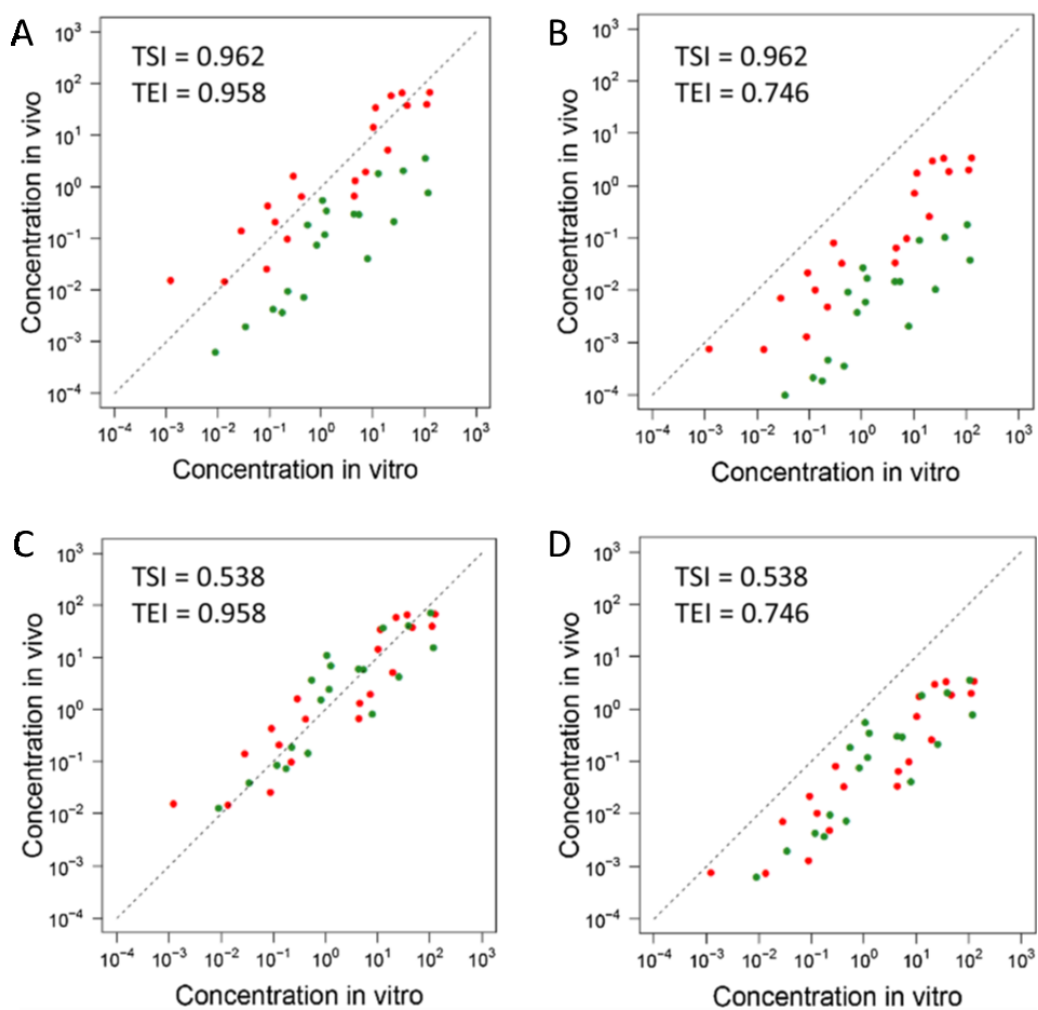 A
TSI = 0.962
TEI = 0.958
10³
10²
10¹
10⁰
10⁻¹
10⁻²
10⁻³
10⁻⁴
Concentration in vivo
10⁻⁴ 10⁻³ 10⁻² 10⁻¹ 10⁰ 10¹ 10² 10³
Concentration in vitro
B
TSI = 0.962
TEI = 0.746
10³
10²
10¹
10⁰
10⁻¹
10⁻²
10⁻³
10⁻⁴
Concentration in vivo
10⁻⁴ 10⁻³ 10⁻² 10⁻¹ 10⁰ 10¹ 10² 10³
Concentration in vitro
C
TSI = 0.538
TEI = 0.958
10³
10²
10¹
10⁰
10⁻¹
10⁻²
10⁻³
10⁻⁴
Concentration in vivo
10⁻⁴ 10⁻³ 10⁻² 10⁻¹ 10⁰ 10¹ 10² 10³
Concentration in vitro
D
TSI = 0.538
TEI = 0.746
10³
10²
10¹
10⁰
10⁻¹
10⁻²
10⁻³
10⁻⁴
Concentration in vivo
10⁻⁴ 10⁻³ 10⁻² 10⁻¹ 10⁰ 10¹ 10² 10³
Concentration in vitro